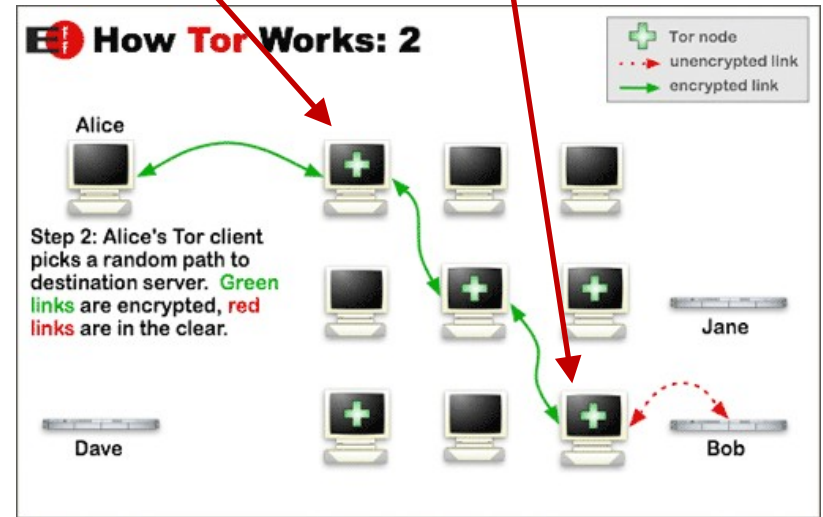 EFF How Tor Works: 2
Tor node
unencrypted link
encrypted link
Alice
Step 2: Alice's Tor client
picks a random path to
destination server. Green
links are encrypted, red
links are in the clear.
Jane
Dave
Bob